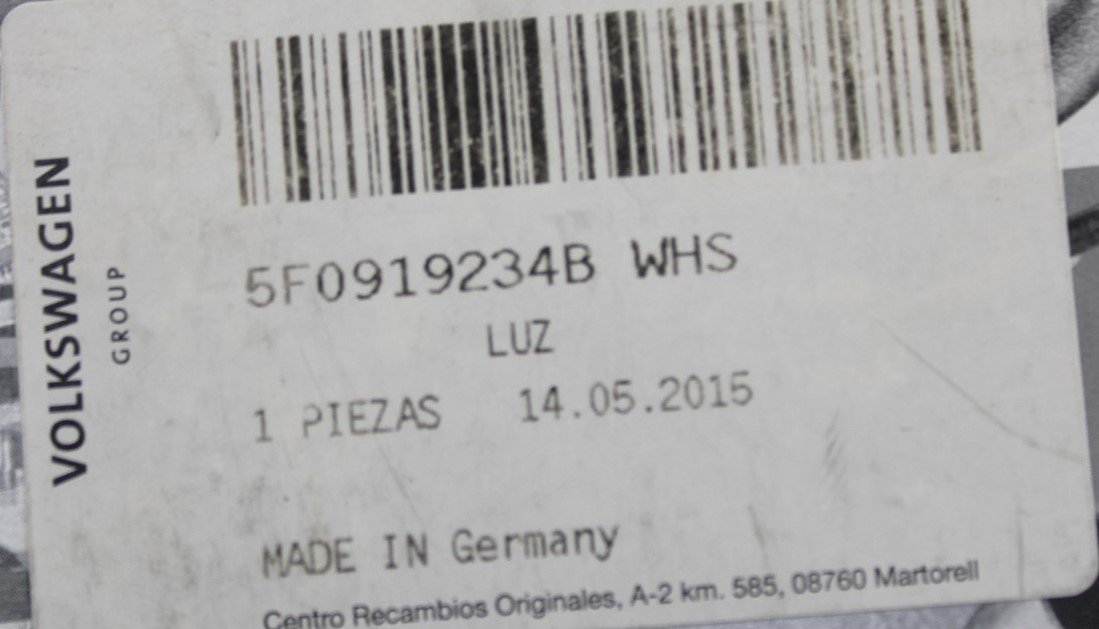 VOLKSWAGEN
GROUP
5F0919234B WHS
LUZ
1 PIEZAS 14.05.2015
MADE IN Germany
Centro Recambios Originales, A-2 km. 585, 08760 Martorell